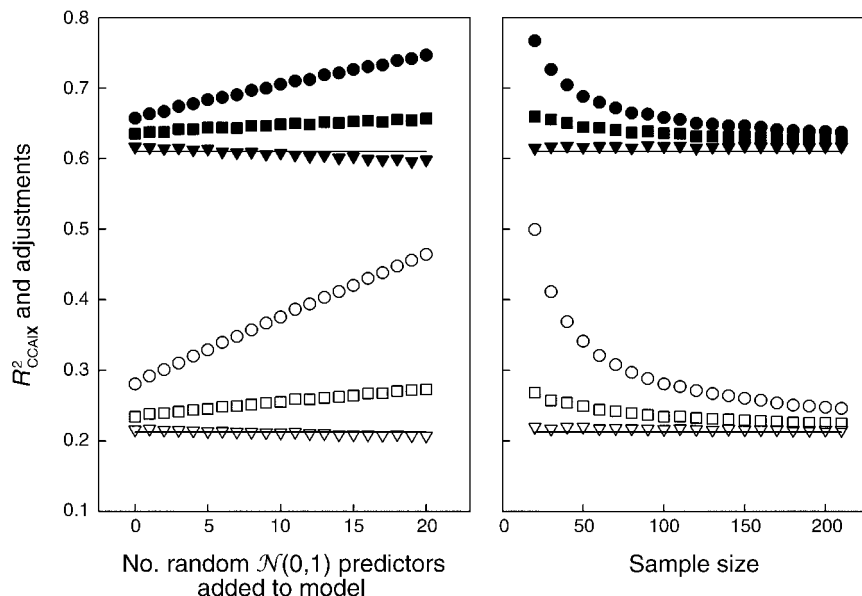 0.8
0.7
0.6
0.5
0.4
0.3
0.2
0.1
R²CCA|X and adjustments
0 5 10 15 20
No. random 𝒩(0,1) predictors
added to model
0 50 100 150 200
Sample size